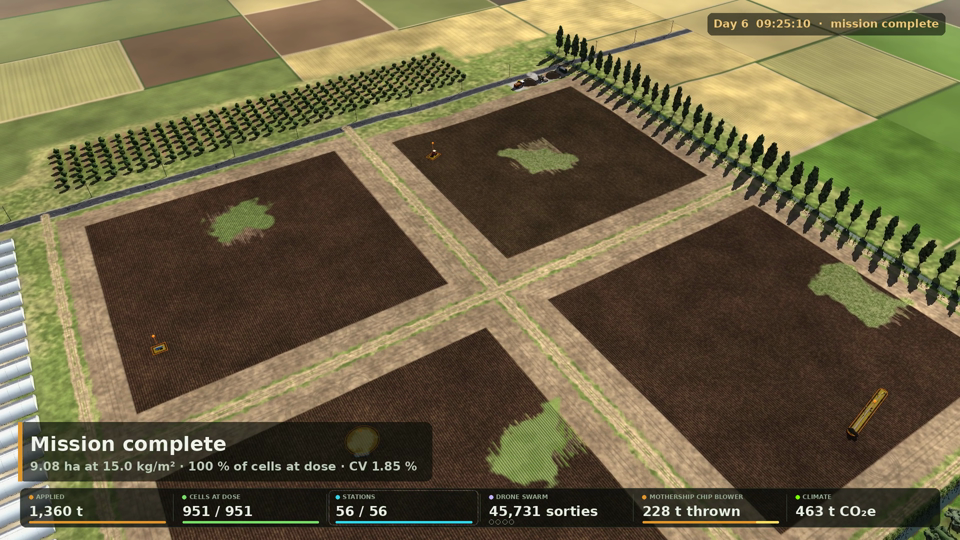 Day 6 09:25:10 · mission complete
Mission complete
9.08 ha at 15.0 kg/m² · 100 % of cells at dose · CV 1.85 %
APPLIED
1,360 t
CELLS AT DOSE
951 / 951
STATIONS
56 / 56
DRONE SWARM
45,731 sorties
MOTHERSHIP CHIP BLOWER
228 t thrown
CLIMATE
463 t CO₂e